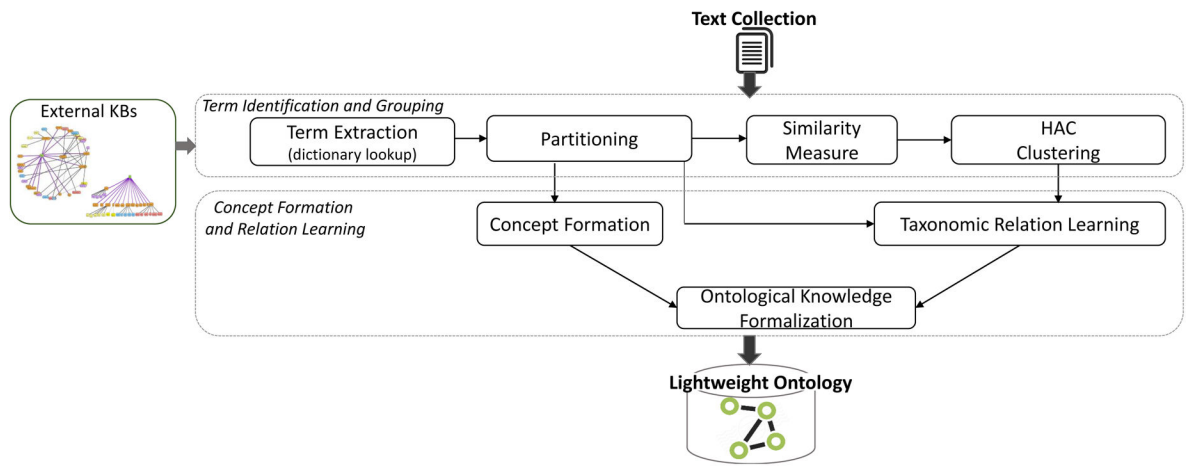 Text Collection
External KBs
Term Identification and Grouping
Term Extraction
(dictionary lookup)
Partitioning
Similarity
Measure
HAC
Clustering
Concept Formation
and Relation Learning
Concept Formation
Taxonomic Relation Learning
Ontological Knowledge
Formalization
Lightweight Ontology